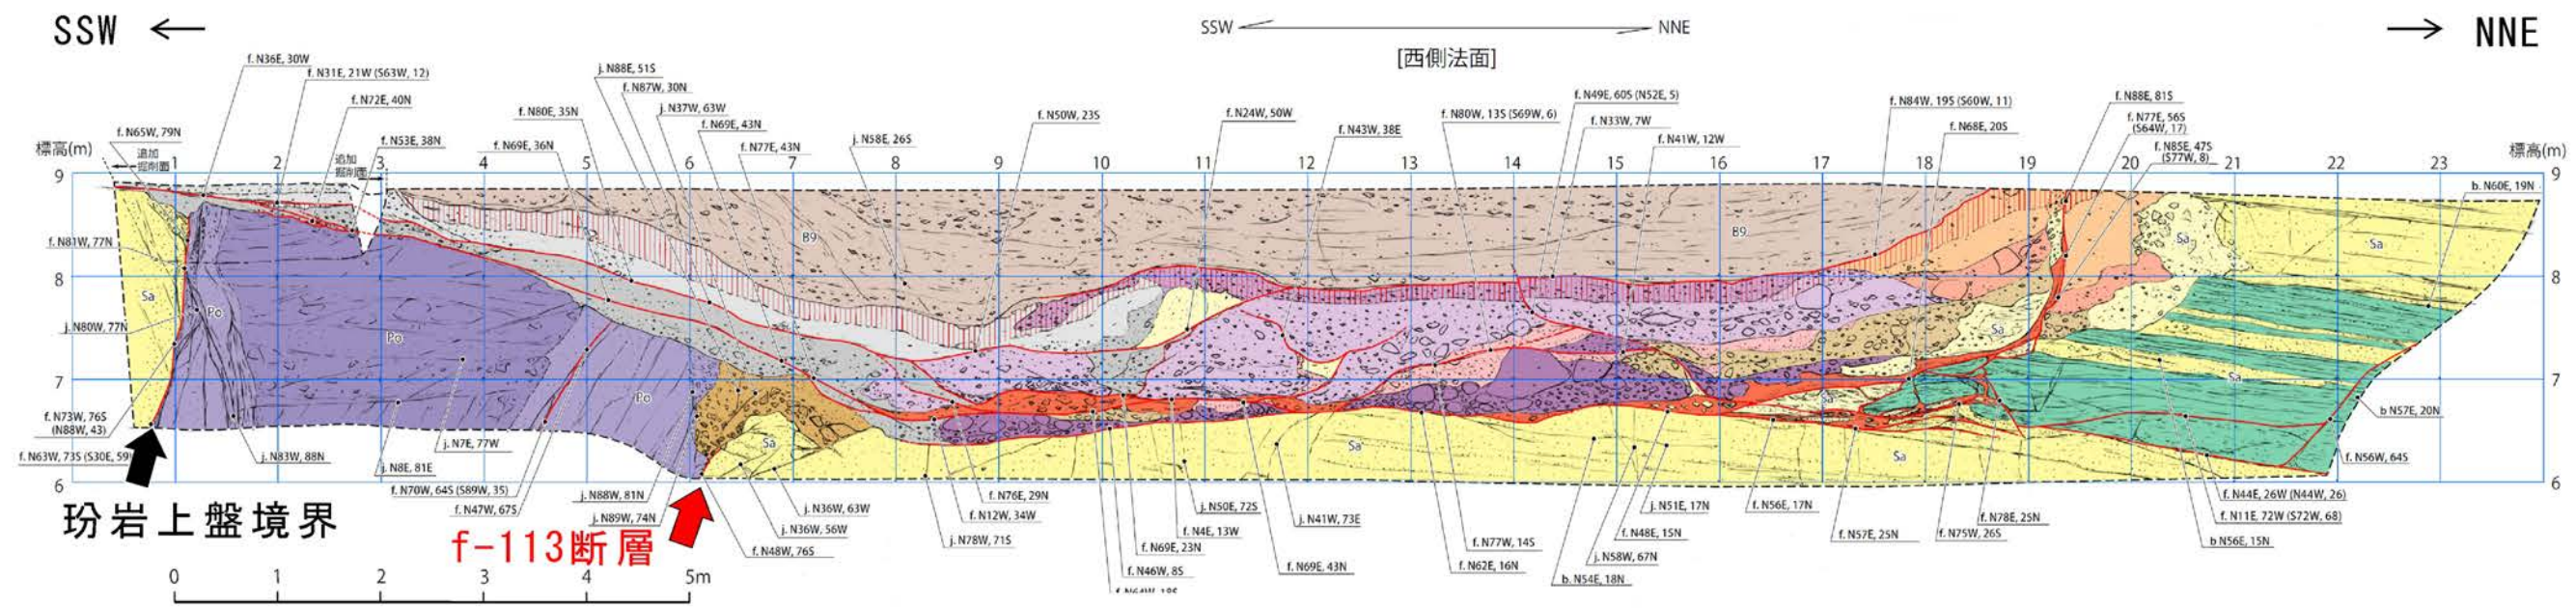 SSW ←
SSW NNE
→ NNE
[西側法面]
f. N36E, 30W
f. N31E, 21W (S63W, 12)
f. N72E, 40N
f. N65W, 79N
f. N53E, 38N
j. N88E, 51S
f. N87W, 30N
f. N80E, 35N
j. N37W, 63W
f. N69E, 43N
f. N69E, 36N
f. N77E, 43N
j. N58E, 26S
f. N50W, 23S
f. N24W, 50W
f. N43W, 38E
f. N80W, 13S (S69W, 6)
f. N49E, 60S (N52E, 5)
f. N33W, 7W
f. N41W, 12W
f. N84W, 19S (S60W, 11)
f. N68E, 20S
f. N88E, 81S
f. N77E, 56S
(S64W, 17)
f. N85E, 47S
(S77W, 8)
b. N60E, 19N
標高(m)
追加
掘削面
追加
掘削面
標高(m)
1 2 3 4 5 6 7 8 9 10 11 12 13 14 15 16 17 18 19 20 21 22 23
9 9
B9 B9 Sa Sa
f. N81W, 77N
8 8
Sa Po Po Sa
j. N80W, 77N
7 7
Po Sa Sa
Sa Sa Sa
6 6
f. N73W, 76S
(N88W, 43)
f. N63W, 73S (S30E, 59)
j. N83W, 88N
j. N8E, 81E
j. N7E, 77W
f. N70W, 64S (S89W, 35)
f. N47W, 67S
j. N88W, 81N
j. N89W, 74N
f. N48W, 76S
j. N36W, 56W
j. N36W, 63W
j. N78W, 71S
f. N12W, 34W
f. N76E, 29N
f. N46W, 8S
f. N69E, 23N
f. N4E, 13W
j. N50E, 72S
f. N69E, 43N
j. N41W, 73E
f. N62E, 16N
f. N77W, 14S
b. N54E, 18N
j. N58W, 67N
f. N48E, 15N
j. N51E, 17N
f. N56E, 17N
f. N57E, 25N
f. N75W, 26S
f. N78E, 25N
b N56E, 15N
f. N11E, 72W (S72W, 68)
f. N44E, 26W (N44W, 26)
f. N56W, 64S
b N57E, 20N
玢岩上盤境界
f-113断層
0 1 2 3 4 5m